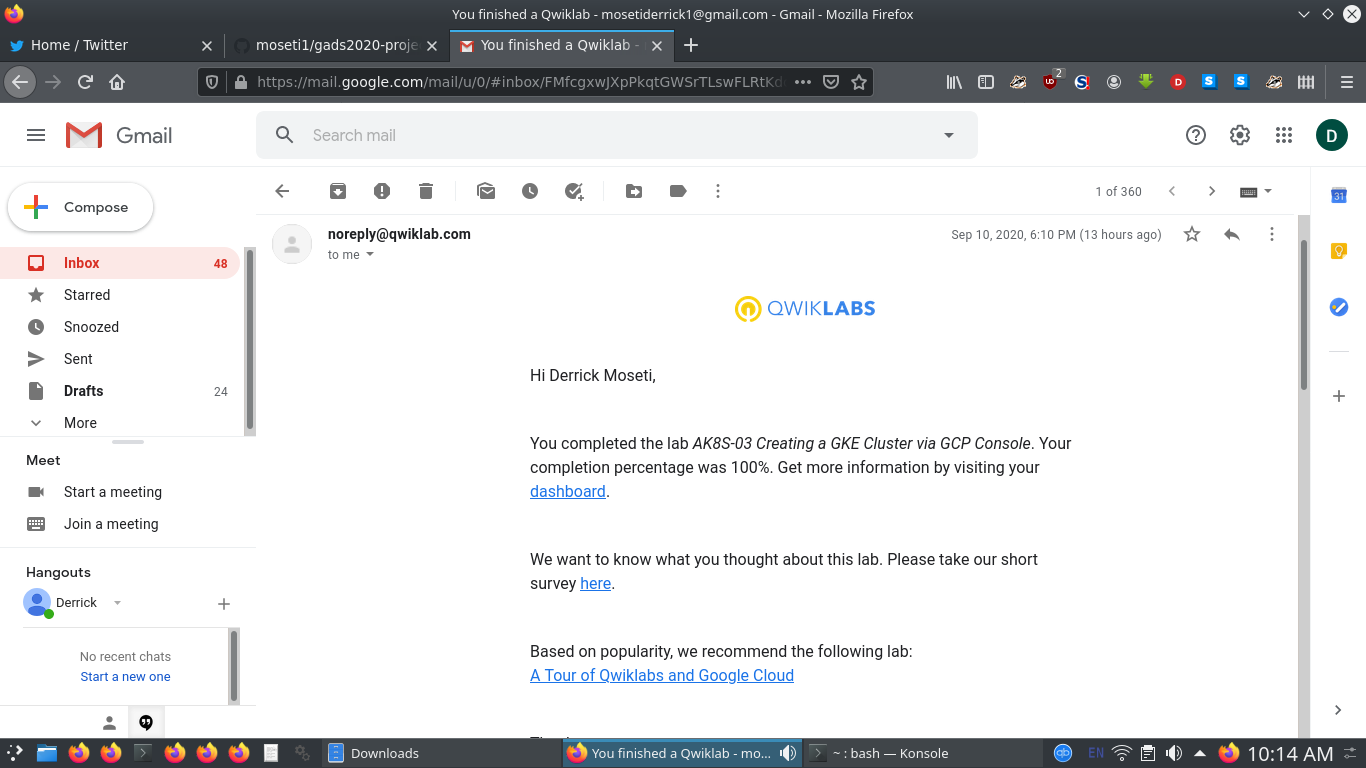 You finished a Qwiklab - mosetiderrick1@gmail.com - Gmail - Mozilla Firefox
Home / Twitter
moseti1/gads2020-proje
You finished a Qwiklab -
https://mail.google.com/mail/u/0/#inbox/FMfcgxwJXpPkqtGWSrTLswFLRtKd
2
Gmail
Search mail
D
Compose
1 of 360
31
Inbox 48
Starred
Snoozed
Sent
Drafts 24
More
Meet
Start a meeting
Join a meeting
Hangouts
Derrick
No recent chats
Start a new one
noreply@qwiklab.com
Sep 10, 2020, 6:10 PM (13 hours ago)
to me
QWIKLABS
Hi Derrick Moseti,
You completed the lab AK8S-03 Creating a GKE Cluster via GCP Console. Your
completion percentage was 100%. Get more information by visiting your
dashboard.
We want to know what you thought about this lab. Please take our short
survey here.
Based on popularity, we recommend the following lab:
A Tour of Qwiklabs and Google Cloud
Downloads
You finished a Qwiklab - mo...
~ : bash — Konsole
EN
10:14 AM